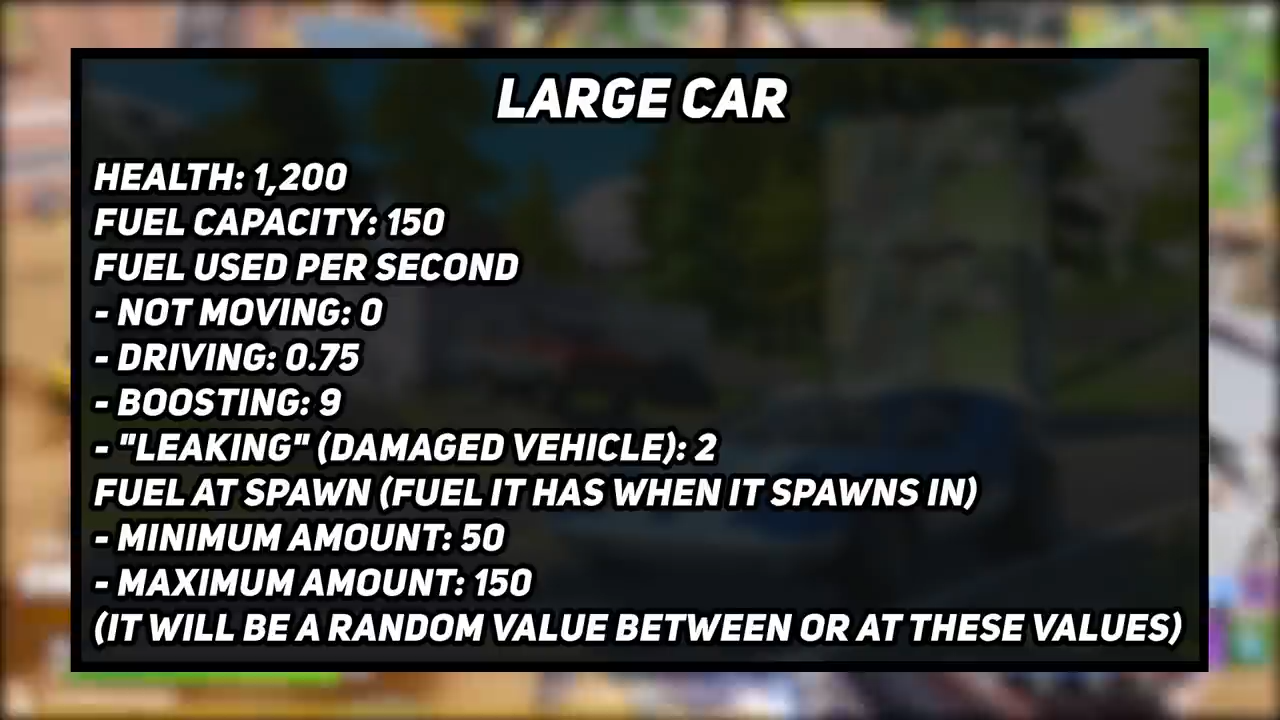 LARGE CAR
HEALTH: 1,200
FUEL CAPACITY: 150
FUEL USED PER SECOND
- NOT MOVING: 0
- DRIVING: 0.75
- BOOSTING: 9
- "LEAKING" (DAMAGED VEHICLE): 2
FUEL AT SPAWN (FUEL IT HAS WHEN IT SPAWNS IN)
- MINIMUM AMOUNT: 50
- MAXIMUM AMOUNT: 150
(IT WILL BE A RANDOM VALUE BETWEEN OR AT THESE VALUES)